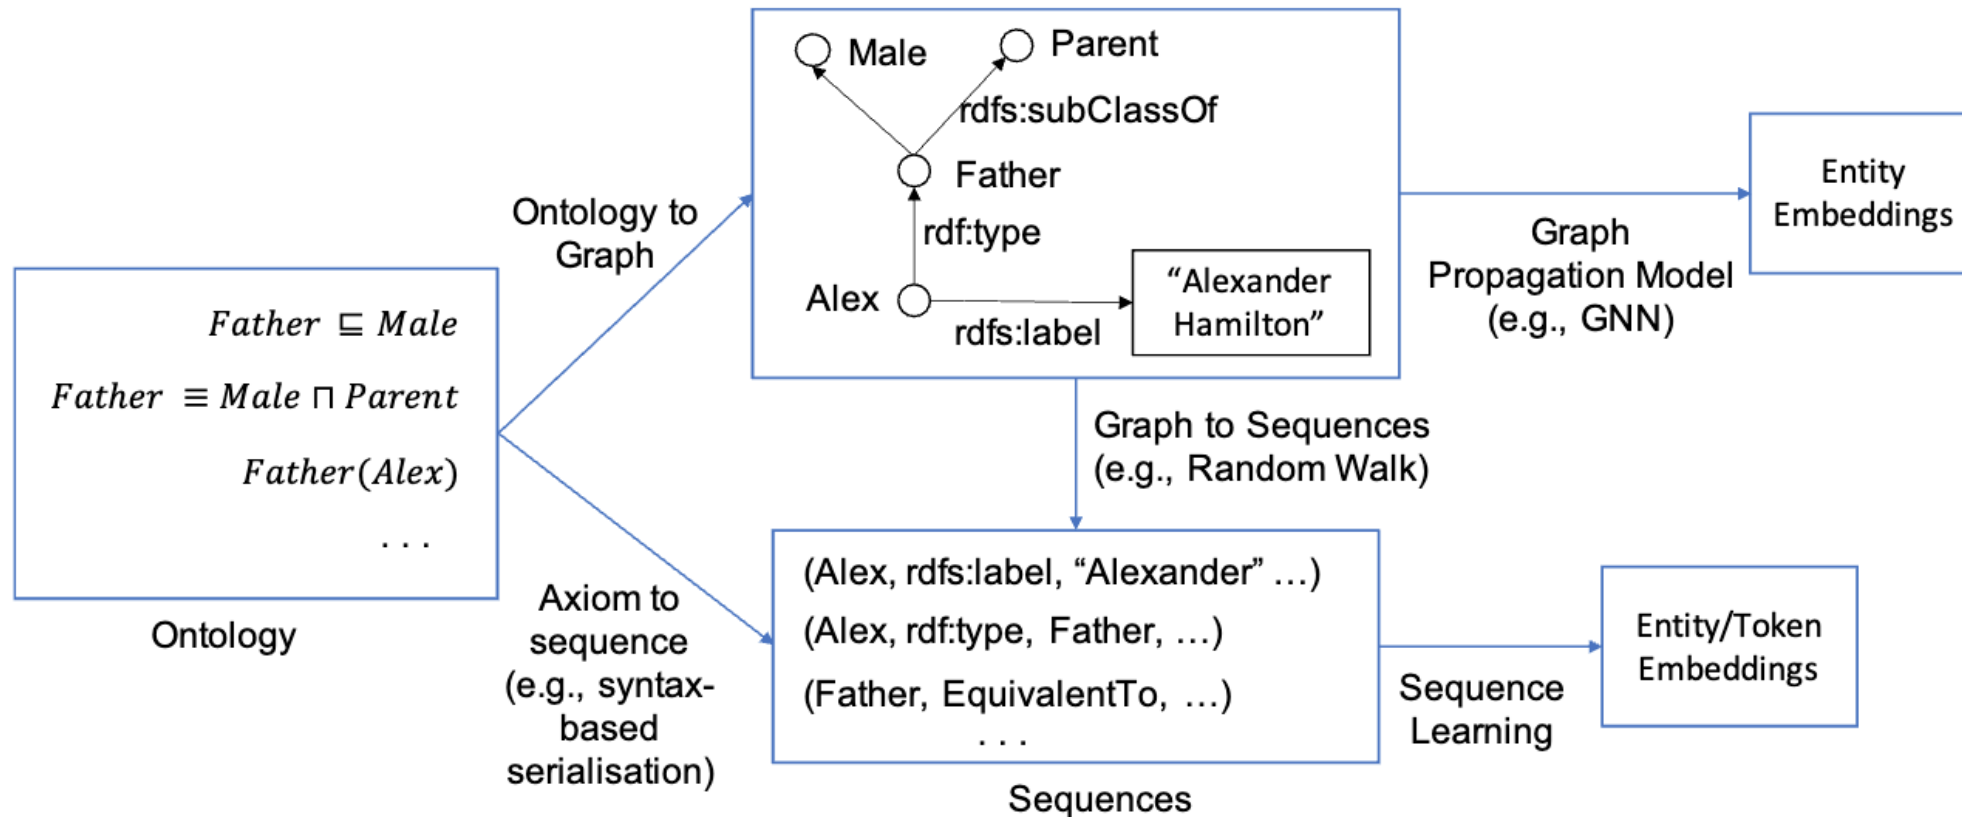 Father ⊑ Male
Father ≡ Male ⊓ Parent
Father(Alex)
. . .
Ontology
Ontology to
Graph
Axiom to
sequence
(e.g., syntax-
based
serialisation)
Male
Parent
rdfs:subClassOf
Father
rdf:type
Alex
rdfs:label
“Alexander
Hamilton”
Graph
Propagation Model
(e.g., GNN)
Entity
Embeddings
Graph to Sequences
(e.g., Random Walk)
(Alex, rdfs:label, “Alexander” …)
(Alex, rdf:type, Father, …)
(Father, EquivalentTo, …)
. . .
Sequences
Sequence
Learning
Entity/Token
Embeddings